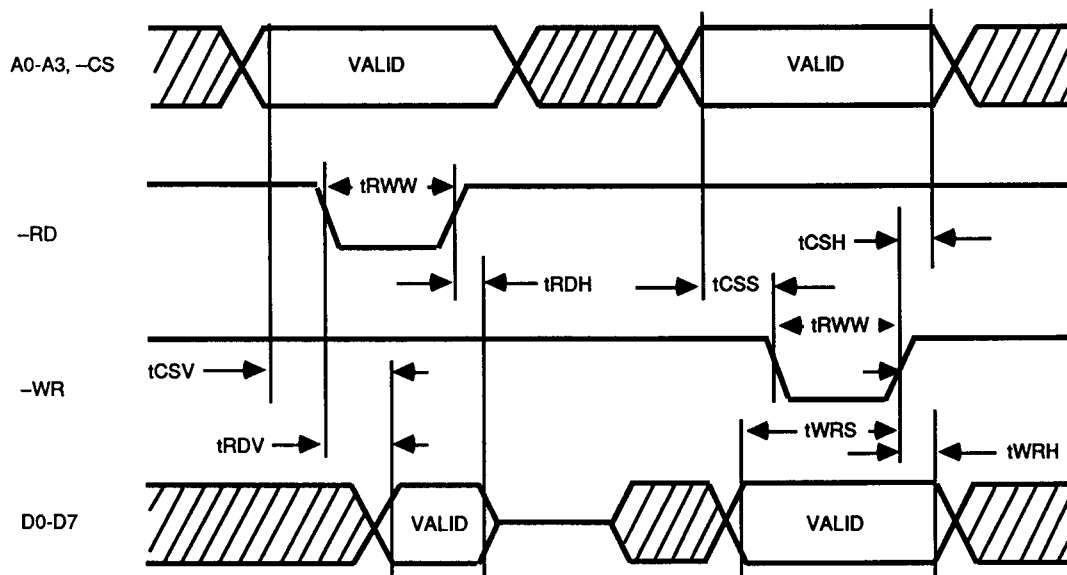 A0-A3, –CS
VALID
VALID
tRWW
–RD
tCSH
tRDH
tCSS
tRWW
tCSV
–WR
tRDV
tWRS
tWRH
D0-D7
VALID
VALID